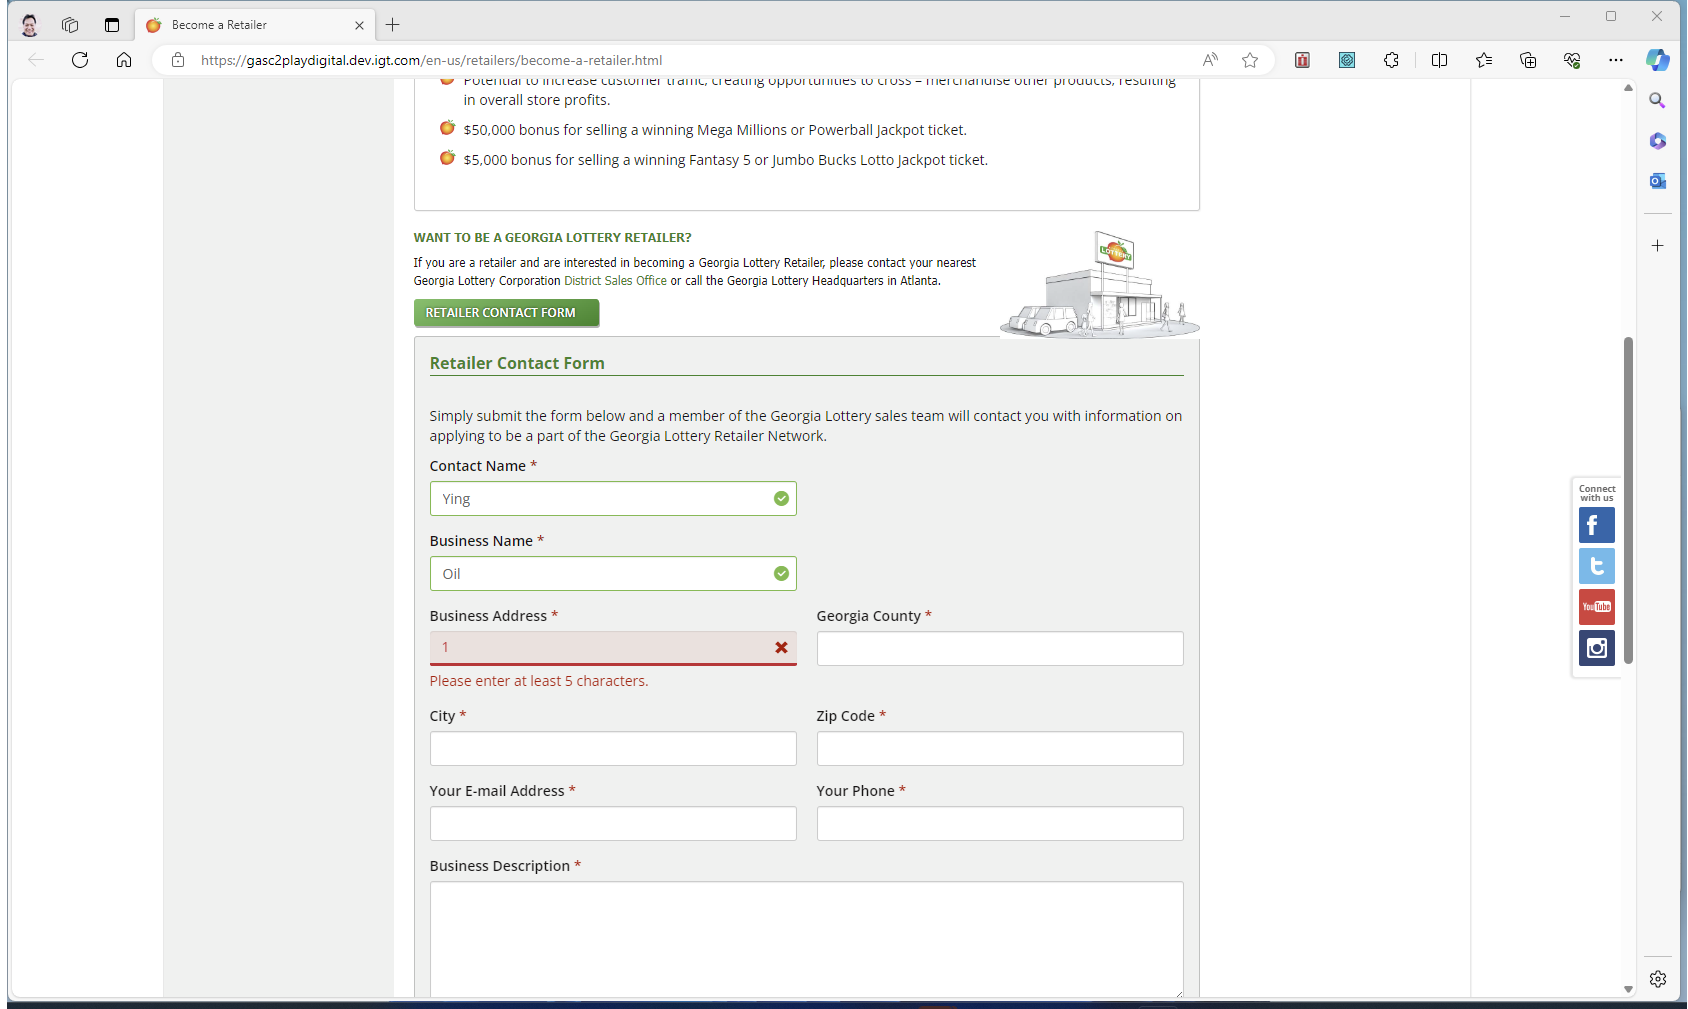 Become a Retailer
https://gasc2playdigital.dev.igt.com/en-us/retailers/become-a-retailer.html
Potential to increase customer traffic, creating opportunities to cross – merchandise other products, resulting
in overall store profits.
$50,000 bonus for selling a winning Mega Millions or Powerball Jackpot ticket.
$5,000 bonus for selling a winning Fantasy 5 or Jumbo Bucks Lotto Jackpot ticket.
WANT TO BE A GEORGIA LOTTERY RETAILER?
If you are a retailer and are interested in becoming a Georgia Lottery Retailer, please contact your nearest
Georgia Lottery Corporation District Sales Office or call the Georgia Lottery Headquarters in Atlanta.
LOTTERY
RETAILER CONTACT FORM
Retailer Contact Form
Simply submit the form below and a member of the Georgia Lottery sales team will contact you with information on
applying to be a part of the Georgia Lottery Retailer Network.
Contact Name *
Ying
Business Name *
Oil
Business Address *
Georgia County *
1
Please enter at least 5 characters.
City *
Zip Code *
Your E-mail Address *
Your Phone *
Business Description *
Connect
with us
YouTube